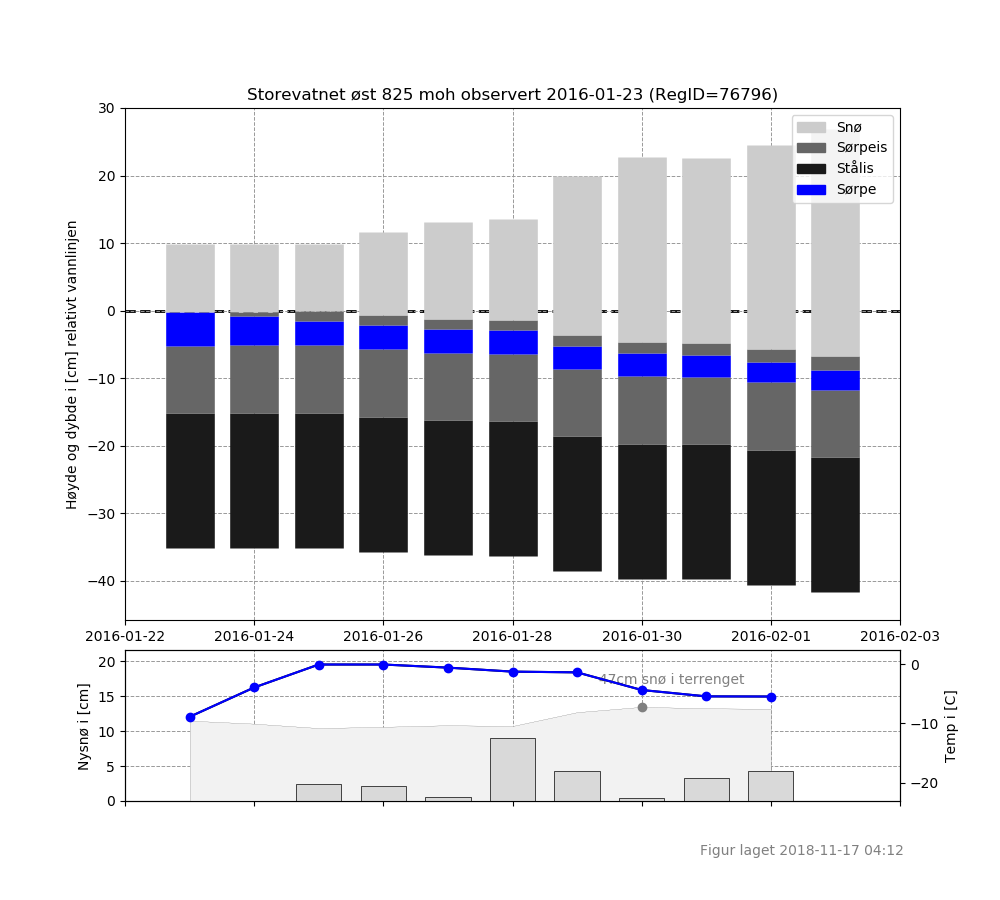 Storevatnet øst 825 moh observert 2016-01-23 (RegID=76796)
30
20
10
0
−10
−20
−30
−40
Høyde og dybde i [cm] relativt vannlinjen
Snø
Sørpeis
Stålis
Sørpe
2016-01-22 2016-01-24 2016-01-26 2016-01-28 2016-01-30 2016-02-01 2016-02-03
20
15
10
5
0
Nysnø i [cm]
47cm snø i terrenget
0
−10
−20
Temp i [C]
Figur laget 2018-11-17 04:12